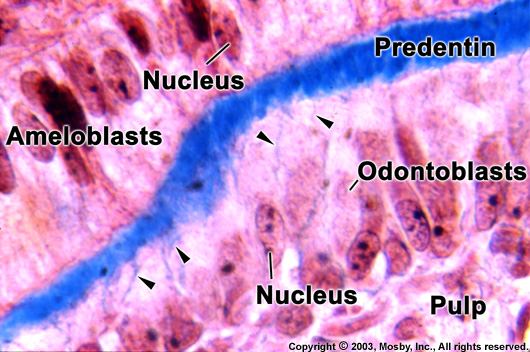 Predentin
Nucleus
Ameloblasts
Odontoblasts
Nucleus
Pulp
Copyright © 2003, Mosby, Inc., All rights reserved.